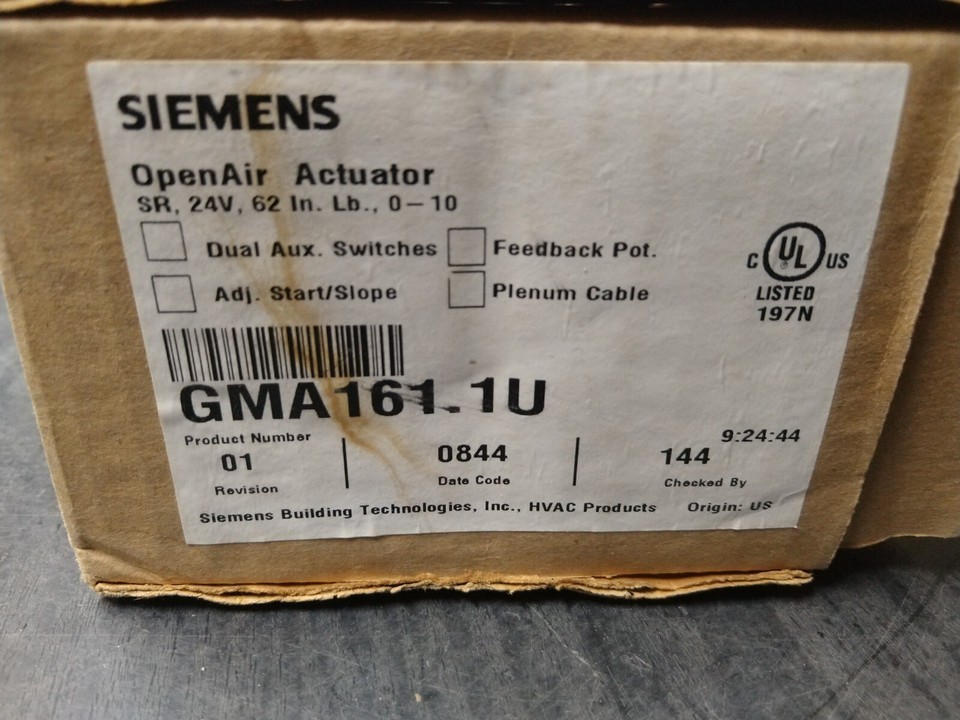 SIEMENS
OpenAir Actuator
SR, 24V, 62 In. Lb., 0-10
Dual Aux. Switches Feedback Pot.
Adj. Start/Slope Plenum Cable
C UL US
LISTED
197N
GMA161.1U
Product Number 9:24:44
01 0844 144
Revision Date Code Checked By
Siemens Building Technologies, Inc., HVAC Products Origin: US